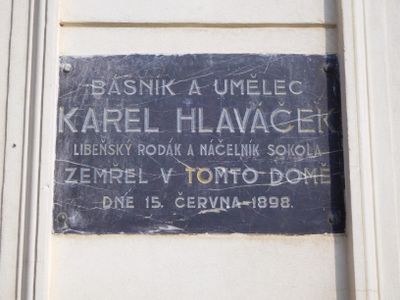 BÁSNÍK A UMĚLEC
KAREL HLAVÁČEK
LIBEŇSKÝ RODÁK A NÁČELNÍK SOKOLA
ZEMŘEL V TOMTO DOMĚ
DNE 15. ČERVNA 1898.